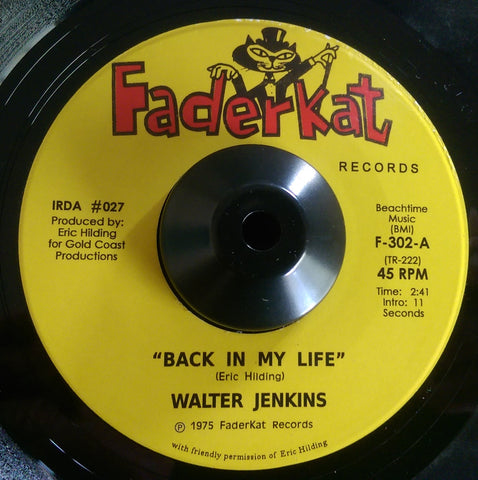 FaderKat
RECORDS
IRDA #027
Produced by:
Eric Hilding
for Gold Coast
Productions
Beachtime
Music
(BMI)
F-302-A
(TR-222)
45 RPM
Time: 2:41
Intro: 11
Seconds
"BACK IN MY LIFE"
(Eric Hilding)
WALTER JENKINS
℗ 1975 FaderKat Records
with friendly permission of Eric Hilding